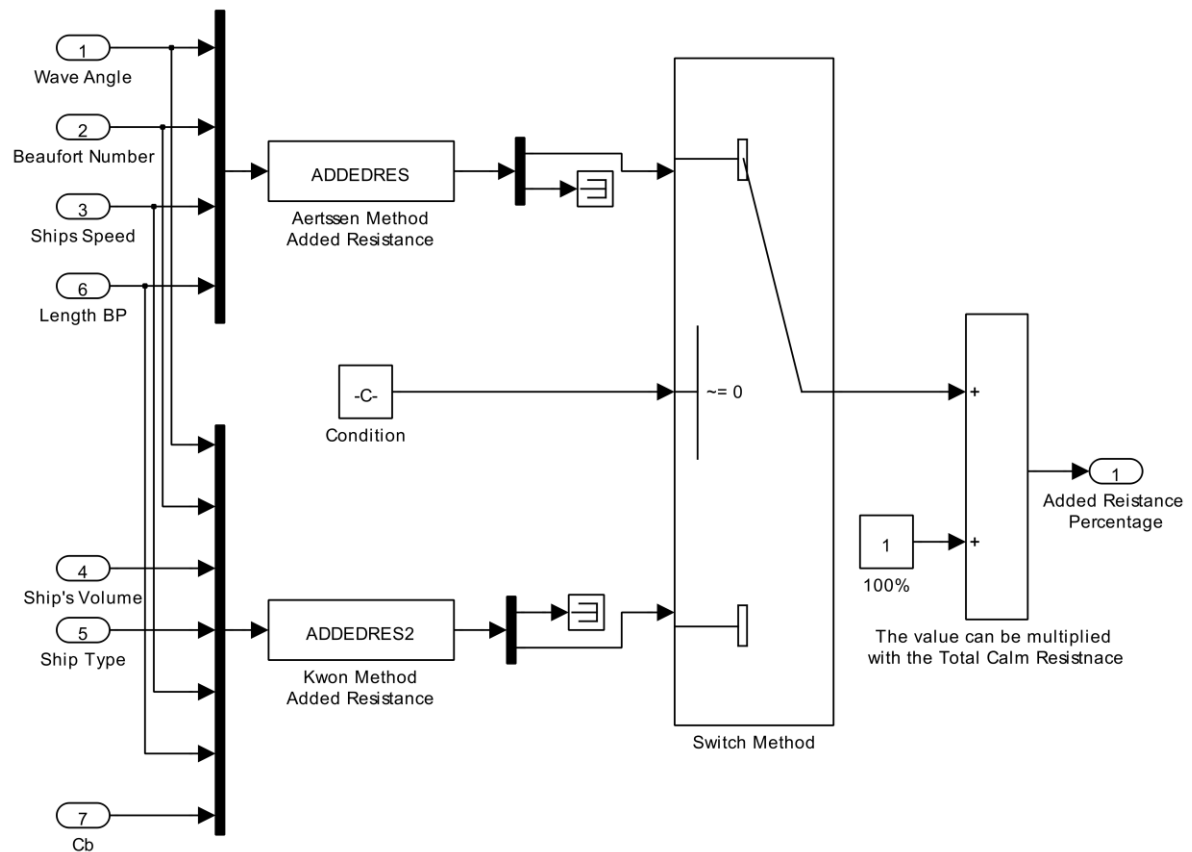 1
Wave Angle
2
Beaufort Number
3
Ships Speed
6
Length BP
ADDEDRES
Aertssen Method
Added Resistance
-C-
Condition
~= 0
4
Ship's Volume
5
Ship Type
7
Cb
ADDEDRES2
Kwon Method
Added Resistance
Switch Method
+
+
1
100%
The value can be multiplied
with the Total Calm Resistnace
1
Added Reistance
Percentage